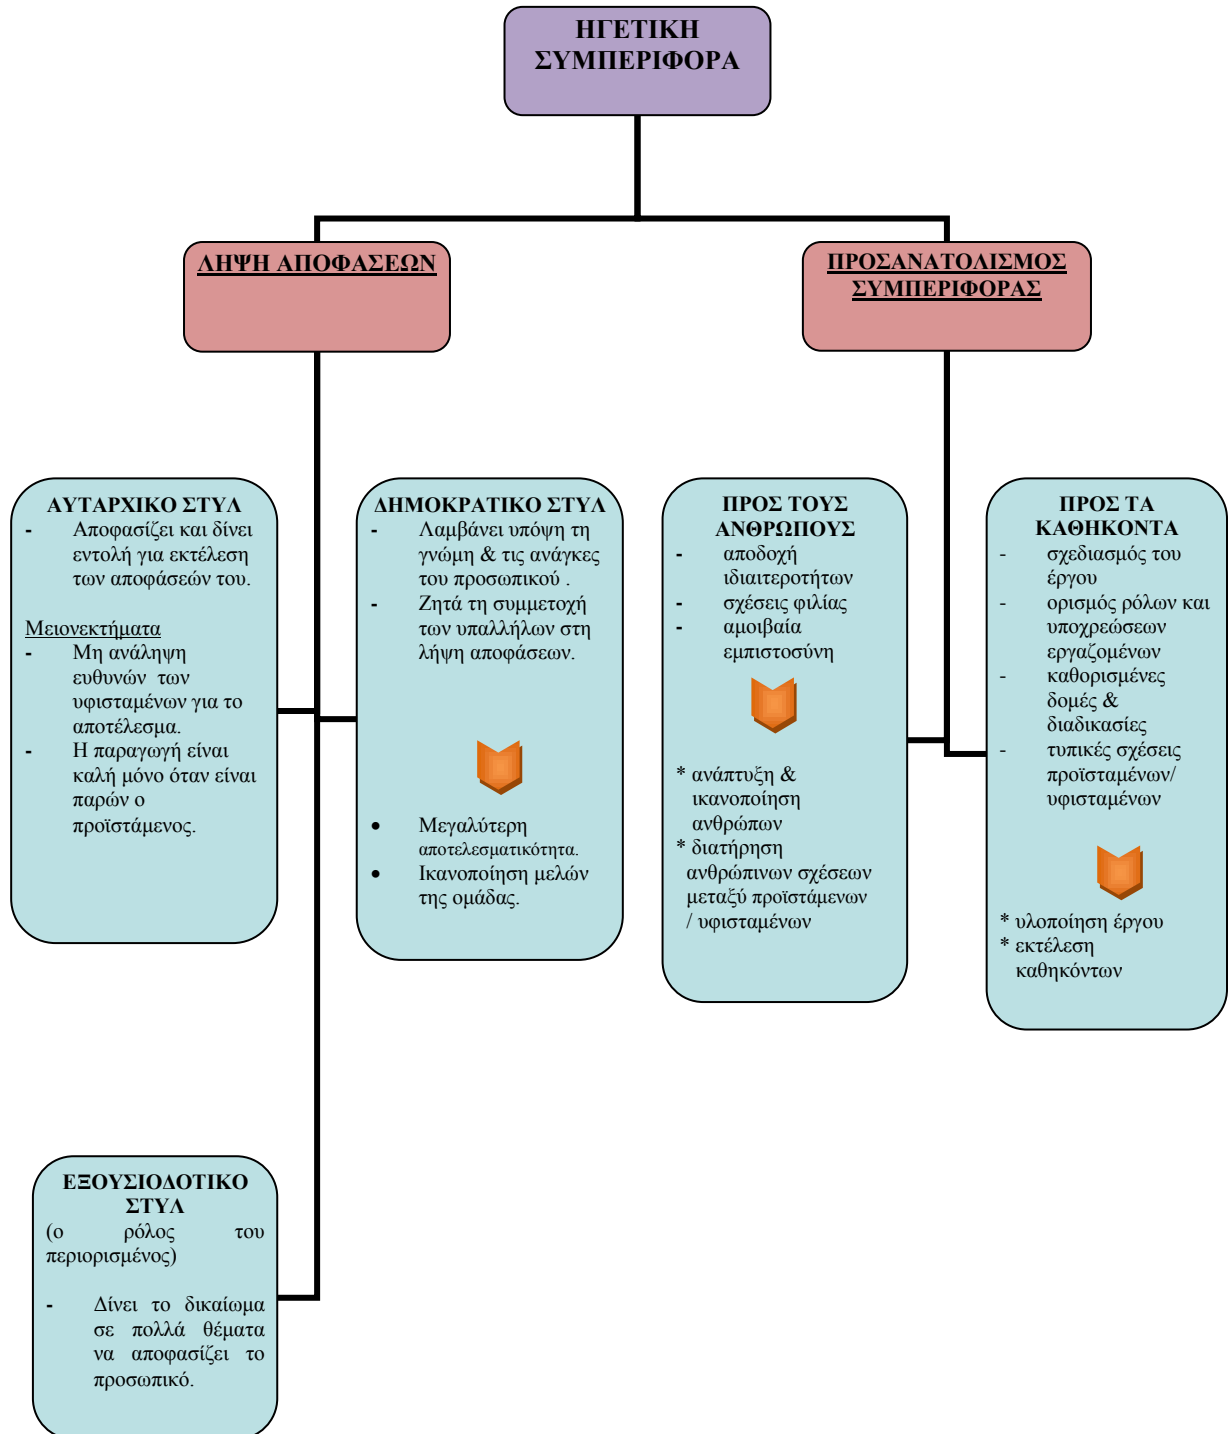 ΗΓΕΤΙΚΗ
ΣΥΜΠΕΡΙΦΟΡΑ
ΛΗΨΗ ΑΠΟΦΑΣΕΩΝ
ΠΡΟΣΑΝΑΤΟΛΙΣΜΟΣ
ΣΥΜΠΕΡΙΦΟΡΑΣ
ΑΥΤΑΡΧΙΚΟ ΣΤΥΛ
- Αποφασίζει και δίνει
εντολή για εκτέλεση
των αποφάσεών του.
Μειονεκτήματα
- Μη ανάληψη
ευθυνών των
υφισταμένων για το
αποτέλεσμα.
- Η παραγωγή είναι
καλή μόνο όταν είναι
παρών ο
προϊστάμενος.
ΔΗΜΟΚΡΑΤΙΚΟ ΣΤΥΛ
- Λαμβάνει υπόψη τη
γνώμη & τις ανάγκες
του προσωπικού .
- Ζητά τη συμμετοχή
των υπαλλήλων στη
λήψη αποφάσεων.
• Μεγαλύτερη
αποτελεσματικότητα.
• Ικανοποίηση μελών
της ομάδας.
ΠΡΟΣ ΤΟΥΣ
ΑΝΘΡΩΠΟΥΣ
- αποδοχή
ιδιαιτεροτήτων
- σχέσεις φιλίας
- αμοιβαία
εμπιστοσύνη
* ανάπτυξη &
ικανοποίηση
ανθρώπων
* διατήρηση
ανθρώπινων σχέσεων
μεταξύ προϊστάμενων
/ υφισταμένων
ΠΡΟΣ ΤΑ
ΚΑΘΗΚΟΝΤΑ
- σχεδιασμός του
έργου
- ορισμός ρόλων και
υποχρεώσεων
εργαζομένων
- καθορισμένες
δομές &
διαδικασίες
- τυπικές σχέσεις
προϊσταμένων/
υφισταμένων
* υλοποίηση έργου
* εκτέλεση
καθηκόντων
ΕΞΟΥΣΙΟΔΟΤΙΚΟ
ΣΤΥΛ
(ο ρόλος του
περιορισμένος)
- Δίνει το δικαίωμα
σε πολλά θέματα
να αποφασίζει το
προσωπικό.